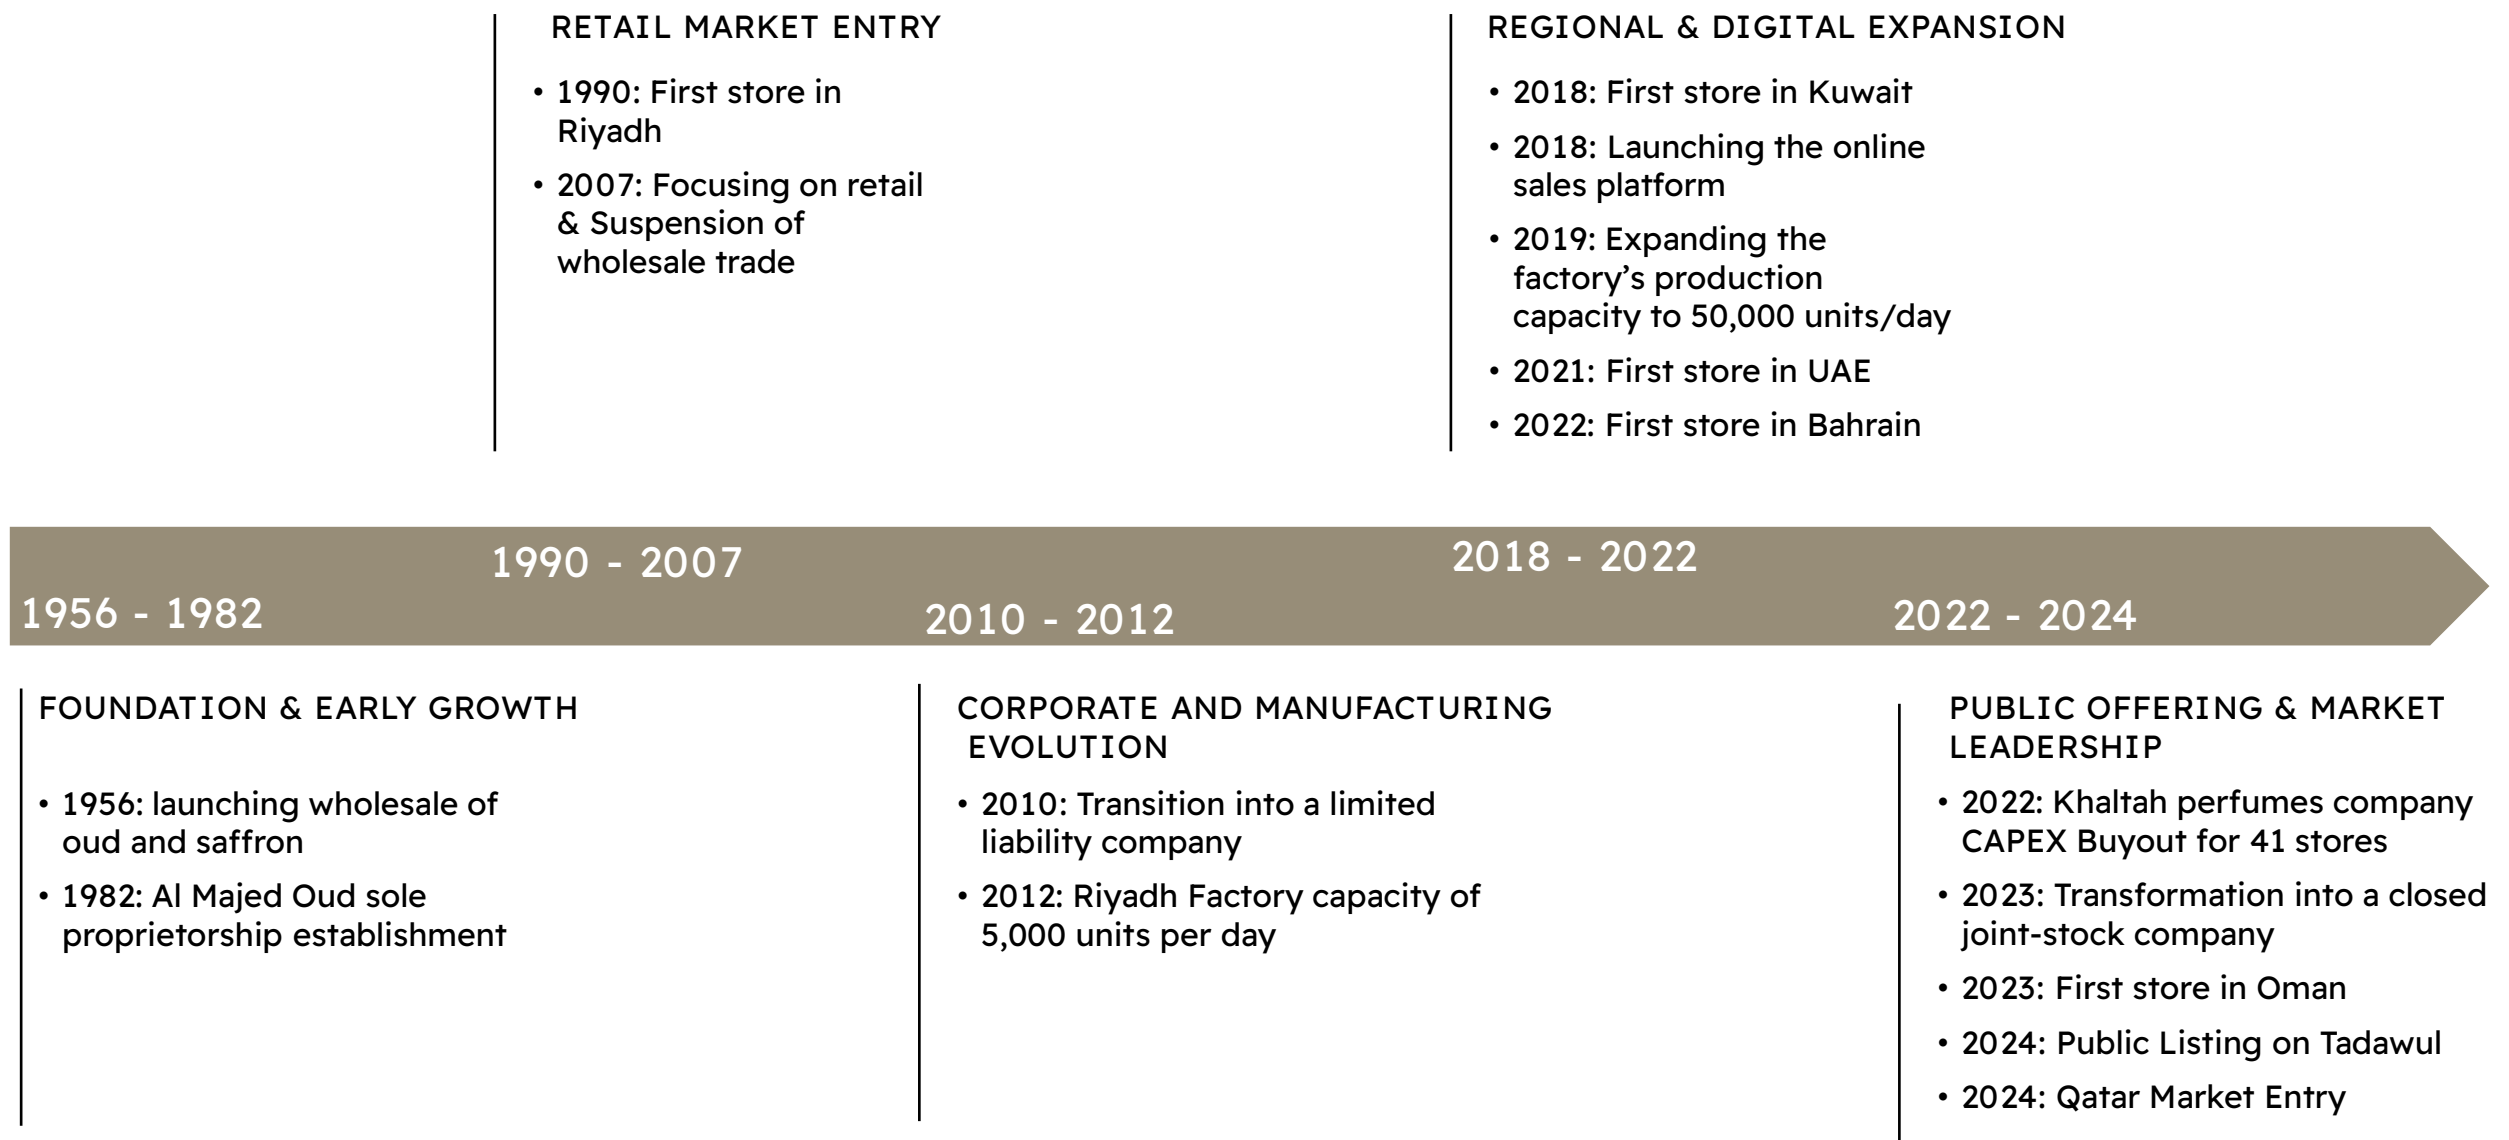 RETAIL MARKET ENTRY
• 1990: First store in
Riyadh
• 2007: Focusing on retail
& Suspension of
wholesale trade
REGIONAL & DIGITAL EXPANSION
• 2018: First store in Kuwait
• 2018: Launching the online
sales platform
• 2019: Expanding the
factory’s production
capacity to 50,000 units/day
• 2021: First store in UAE
• 2022: First store in Bahrain
1956 - 1982
1990 - 2007
2010 - 2012
2018 - 2022
2022 - 2024
FOUNDATION & EARLY GROWTH
• 1956: launching wholesale of
oud and saffron
• 1982: Al Majed Oud sole
proprietorship establishment
CORPORATE AND MANUFACTURING
EVOLUTION
• 2010: Transition into a limited
liability company
• 2012: Riyadh Factory capacity of
5,000 units per day
PUBLIC OFFERING & MARKET
LEADERSHIP
• 2022: Khaltah perfumes company
CAPEX Buyout for 41 stores
• 2023: Transformation into a closed
joint-stock company
• 2023: First store in Oman
• 2024: Public Listing on Tadawul
• 2024: Qatar Market Entry